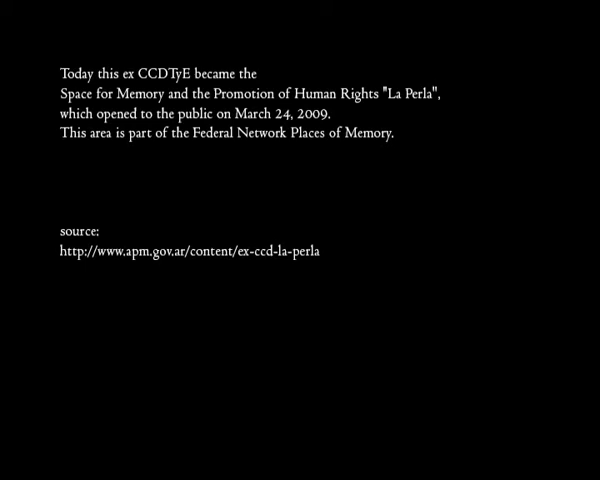 Today this ex CCDTyE became the
Space for Memory and the Promotion of Human Rights "La Perla",
which opened to the public on March 24, 2009.
This area is part of the Federal Network Places of Memory.
source:
http://www.apm.gov.ar/content/ex-ccd-la-perla